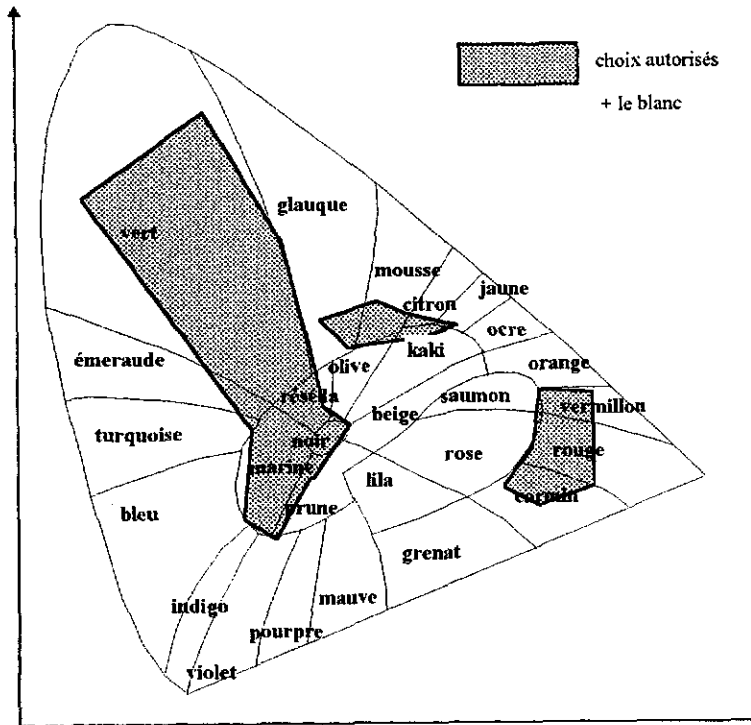 choix autorisés
+ le blanc
glauque
vert
mousse
citron
jaune
ocre
kaki
olive
orange
émeraude
réséda
saumon
beige
vermillon
turquoise
noir
rouge
marine
rose
lila
carmin
prune
bleu
grenat
indigo
mauve
pourpre
violet